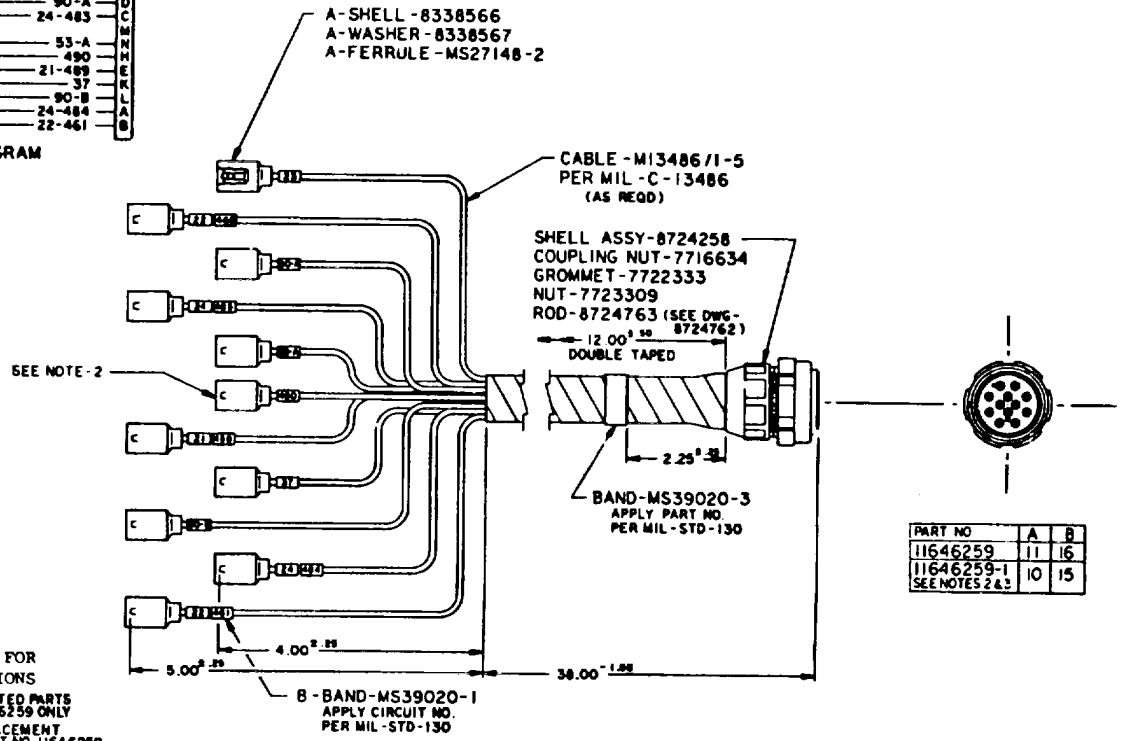 90-A D
24-483 C
M
53-A N
490 H
21-489 E
37 K
90-B L
24-484 A
22-461 B
GRAM
A-SHELL-8338566
A-WASHER-8338567
A-FERRULE-MS27148-2
CABLE-M13486/1-5
PER MIL-C-13486
(AS REQD)
SHELL ASSY-8724258
COUPLING NUT-7716634
GROMMET-7722333
NUT-7723309
ROD-8724763 (SEE DWG-
8724762)
12.00
DOUBLE TAPED
SEE NOTE-2
C
C
C
C
C
C
C 37
C
C 24 484
C 22 461
2.25
BAND-MS39020-3
APPLY PART NO.
PER MIL-STD-130
PART NO A B
11646259 11 16
11646259-1 10 15
SEE NOTES 2&3
4.00
5.00
38.00
B-BAND-MS39020-1
APPLY CIRCUIT NO.
PER MIL-STD-130
FOR
IONS
TED PARTS
6259 ONLY
CEMENT